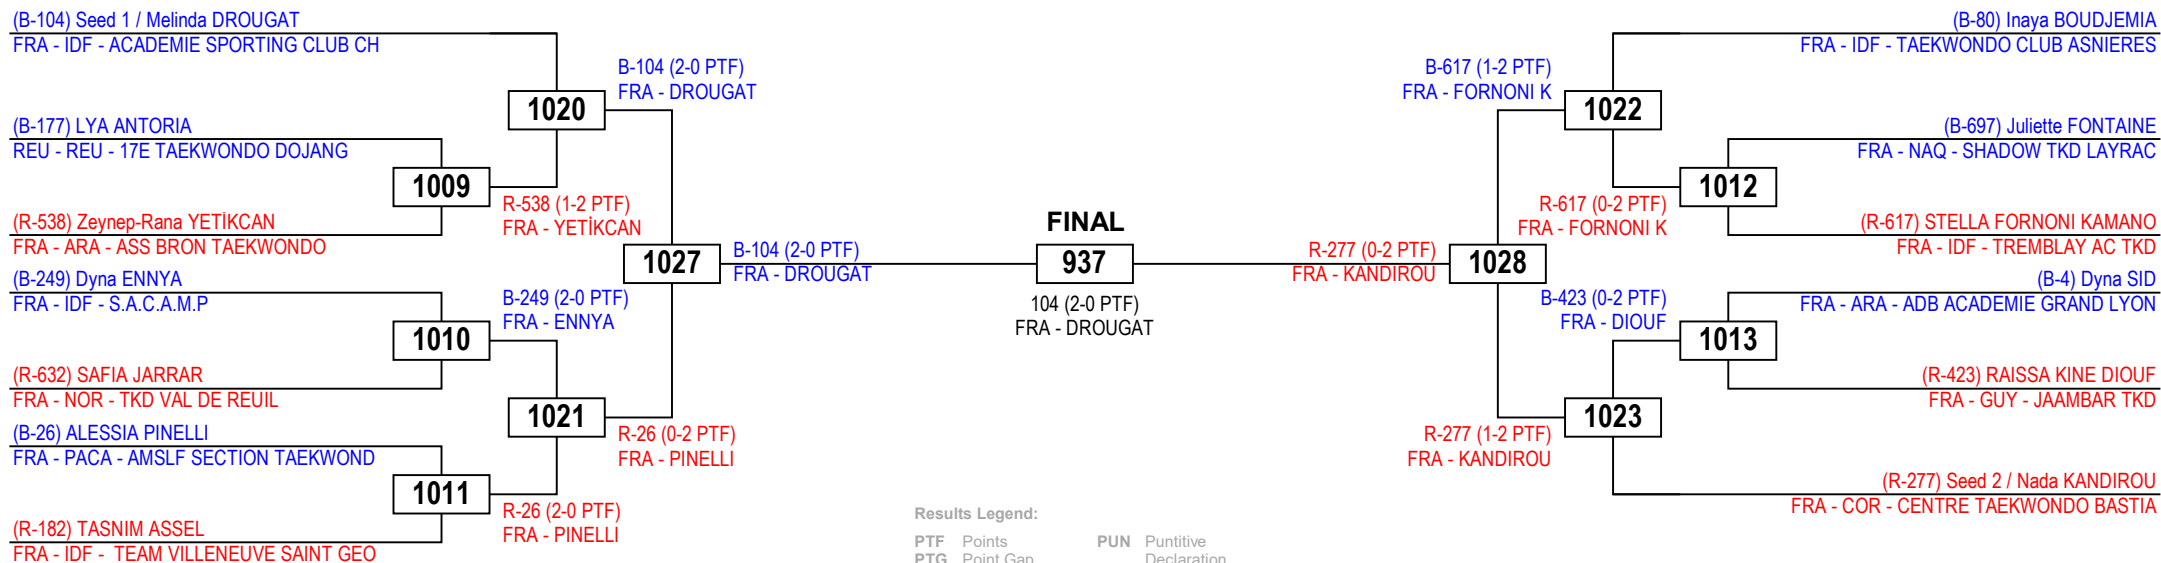 (B-104) Seed 1 / Melinda DROUGAT
FRA - IDF - ACADEMIE SPORTING CLUB CH
B-104 (2-0 PTF)
FRA - DROUGAT
1020
(B-177) LYA ANTORIA
REU - REU - 17E TAEKWONDO DOJANG
1009
(R-538) Zeynep-Rana YETİKCAN
FRA - ARA - ASS BRON TAEKWONDO
R-538 (1-2 PTF)
FRA - YETİKCAN
1027
B-104 (2-0 PTF)
FRA - DROUGAT
(B-249) Dyna ENNYA
FRA - IDF - S.A.C.A.M.P
B-249 (2-0 PTF)
FRA - ENNYA
1010
(R-632) SAFIA JARRAR
FRA - NOR - TKD VAL DE REUIL
1021
(B-26) ALESSIA PINELLI
FRA - PACA - AMSLF SECTION TAEKWOND
R-26 (0-2 PTF)
FRA - PINELLI
1011
R-26 (2-0 PTF)
FRA - PINELLI
(R-182) TASNIM ASSEL
FRA - IDF - TEAM VILLENEUVE SAINT GEO
FINAL
937
104 (2-0 PTF)
FRA - DROUGAT
(B-80) Inaya BOUDJEMIA
FRA - IDF - TAEKWONDO CLUB ASNIERES
B-617 (1-2 PTF)
FRA - FORNONI K
1022
(B-697) Juliette FONTAINE
FRA - NAQ - SHADOW TKD LAYRAC
1012
R-617 (0-2 PTF)
FRA - FORNONI K
(R-617) STELLA FORNONI KAMANO
FRA - IDF - TREMBLAY AC TKD
R-277 (0-2 PTF)
FRA - KANDIROU
1028
(B-4) Dyna SID
FRA - ARA - ADB ACADEMIE GRAND LYON
B-423 (0-2 PTF)
FRA - DIOUF
1013
(R-423) RAISSA KINE DIOUF
FRA - GUY - JAAMBAR TKD
1023
R-277 (1-2 PTF)
FRA - KANDIROU
(R-277) Seed 2 / Nada KANDIROU
FRA - COR - CENTRE TAEKWONDO BASTIA
Results Legend:
PTF Points PUN Puntitive
PTG Point Gap Declaration